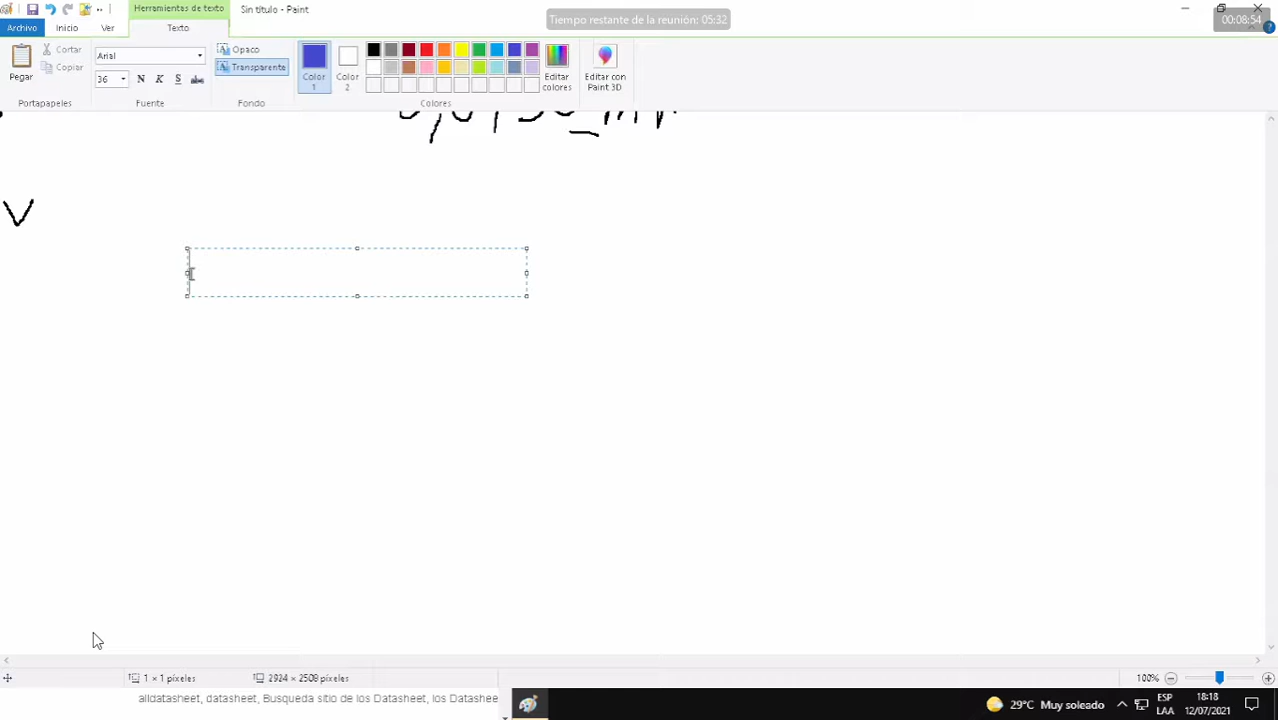 Herramientas de texto
Sin título - Paint
Tiempo restante de la reunión: 05:32
00:08:54
Archivo
Inicio
Ver
Texto
Pegar
Cortar
Copiar
Portapapeles
Arial
36
N K S abc
Fuente
Opaco
Transparente
Fondo
Color 1
Color 2
Colores
Editar colores
Editar con Paint 3D
V
1 × 1 píxeles
2924 × 2508 píxeles
100%
alldatasheet, datasheet, Busqueda sitio de los Datasheet, los Datashee
29°C Muy soleado
ESP
LAA
18:18
12/07/2021